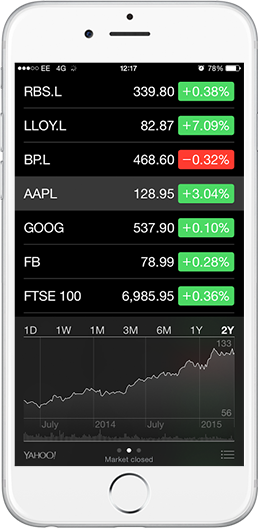 EE 4G 12:17 78%
RBS.L 339.80 +0.38%
LLOY.L 82.87 +7.09%
BP.L 468.60 −0.32%
AAPL 128.95 +3.04%
GOOG 537.90 +0.10%
FB 78.99 +0.28%
FTSE 100 6,985.95 +0.36%
1D 1W 1M 3M 6M 1Y 2Y
133
56
July 2014 July 2015
YAHOO!
Market closed